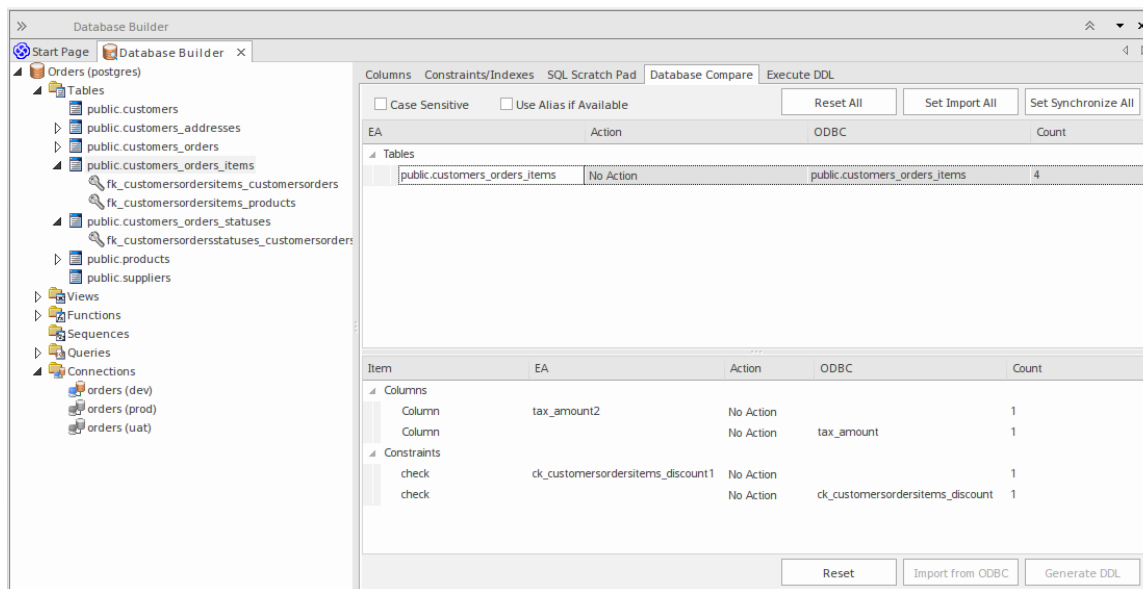 Database Builder
Start Page Database Builder
Orders (postgres)
Tables
public.customers
public.customers_addresses
public.customers_orders
public.customers_orders_items
fk_customersordersitems_customersorders
fk_customersordersitems_products
public.customers_orders_statuses
fk_customersordersstatuses_customersorders
public.products
public.suppliers
Views
Functions
Sequences
Queries
Connections
orders (dev)
orders (prod)
orders (uat)
Columns Constraints/Indexes SQL Scratch Pad Database Compare Execute DDL
Case Sensitive Use Alias if Available Reset All Set Import All Set Synchronize All
EA Action ODBC Count
Tables
public.customers_orders_items No Action public.customers_orders_items 4
Item EA Action ODBC Count
Columns
Column tax_amount2 No Action 1
Column No Action tax_amount 1
Constraints
check ck_customersordersitems_discount1 No Action 1
check No Action ck_customersordersitems_discount 1
Reset Import from ODBC Generate DDL